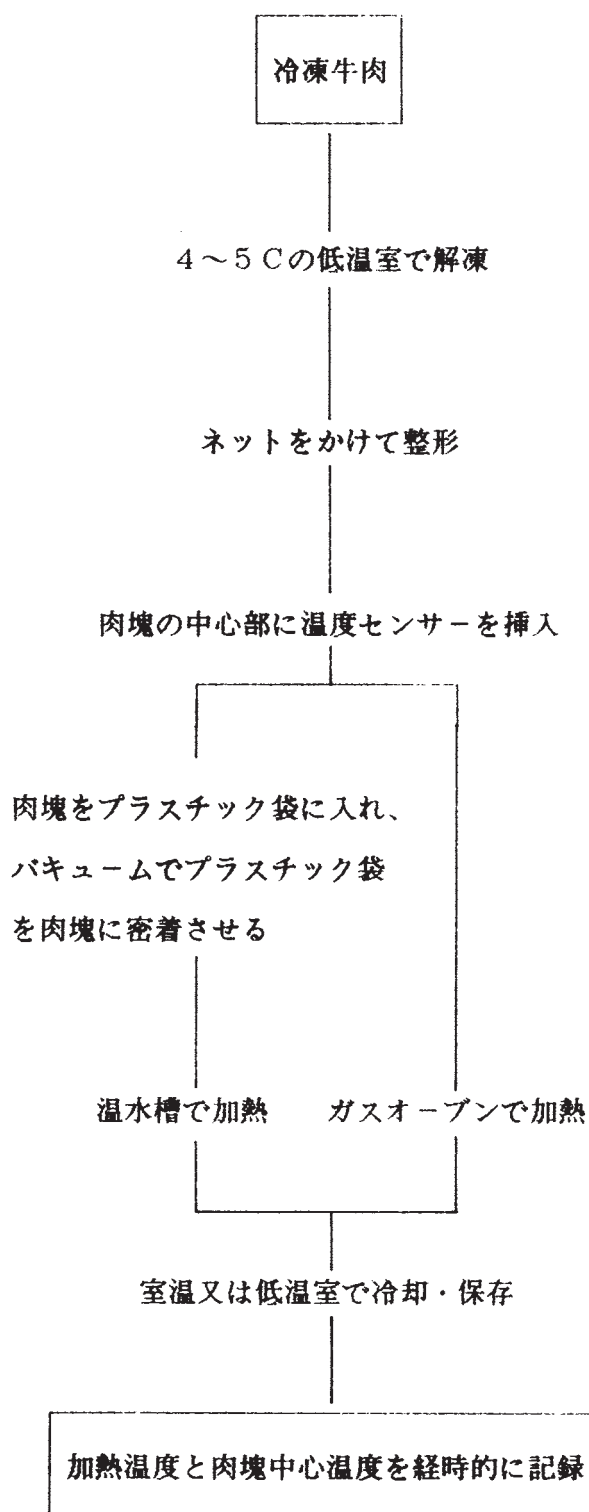 冷凍牛肉
4～5Cの低温室で解凍
ネットをかけて整形
肉塊の中心部に温度センサーを挿入
肉塊をプラスチック袋に入れ、
バキュームでプラスチック袋
を肉塊に密着させる
温水槽で加熱
ガスオーブンで加熱
室温又は低温室で冷却・保存
加熱温度と肉塊中心温度を経時的に記録